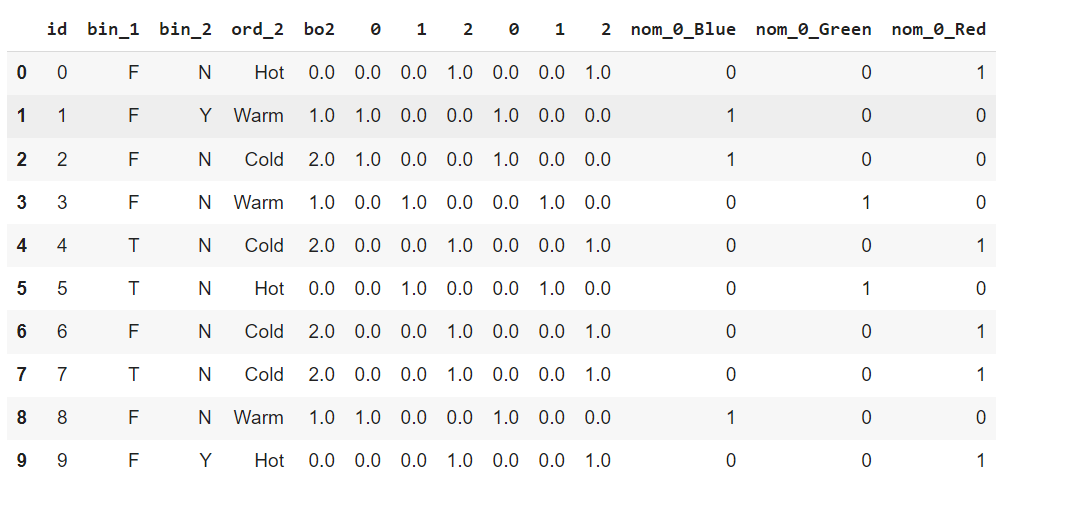 id bin_1 bin_2 ord_2 bo2 0 1 2 0 1 2 nom_0_Blue nom_0_Green nom_0_Red
0 0 F N Hot 0.0 0.0 0.0 1.0 0.0 0.0 1.0 0 0 1
1 1 F Y Warm 1.0 1.0 0.0 0.0 1.0 0.0 0.0 1 0 0
2 2 F N Cold 2.0 1.0 0.0 0.0 1.0 0.0 0.0 1 0 0
3 3 F N Warm 1.0 0.0 1.0 0.0 0.0 1.0 0.0 0 1 0
4 4 T N Cold 2.0 0.0 0.0 1.0 0.0 0.0 1.0 0 0 1
5 5 T N Hot 0.0 0.0 1.0 0.0 0.0 1.0 0.0 0 1 0
6 6 F N Cold 2.0 0.0 0.0 1.0 0.0 0.0 1.0 0 0 1
7 7 T N Cold 2.0 0.0 0.0 1.0 0.0 0.0 1.0 0 0 1
8 8 F N Warm 1.0 1.0 0.0 0.0 1.0 0.0 0.0 1 0 0
9 9 F Y Hot 0.0 0.0 0.0 1.0 0.0 0.0 1.0 0 0 1